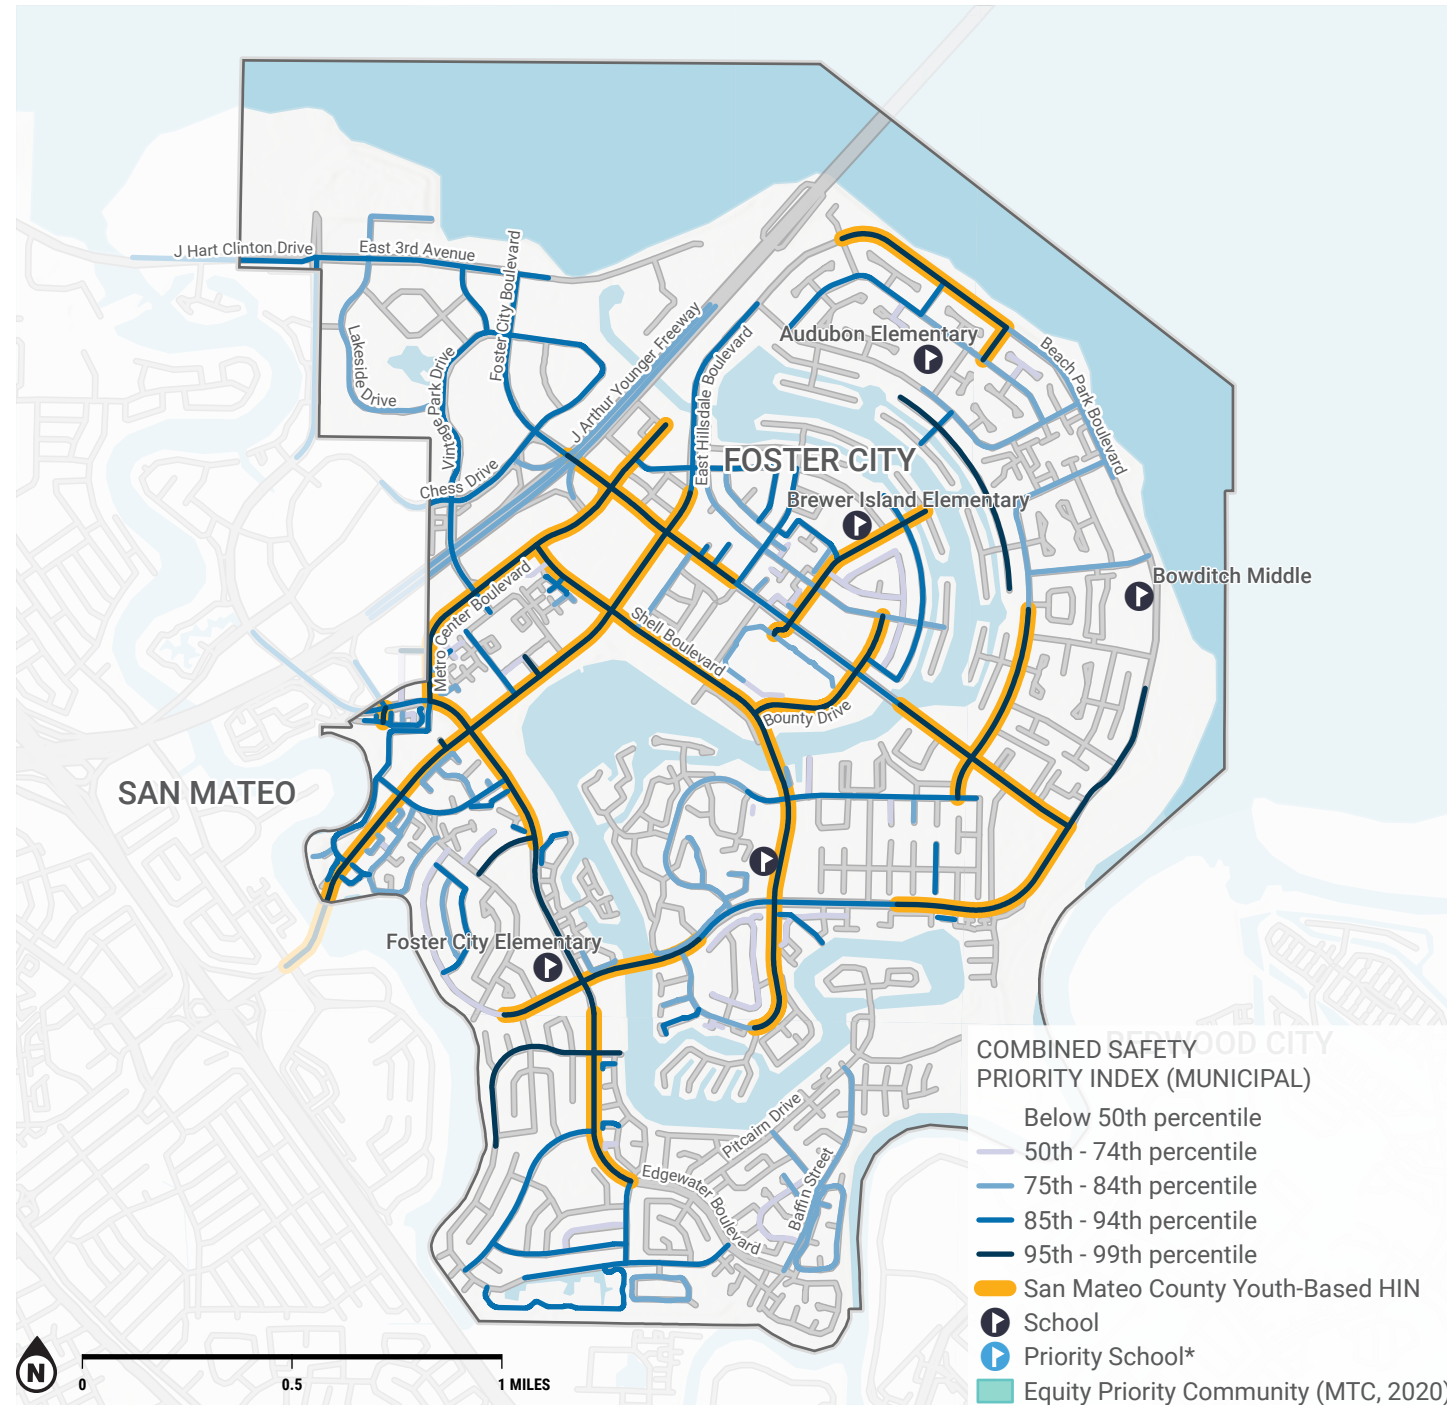 J Hart Clinton Drive
East 3rd Avenue
Foster City Boulevard
Lakeside Drive
Vintage Park Drive
J Arthur Younger Freeway
East Hillsdale Boulevard
Chess Drive
Audubon Elementary
Beach Park Boulevard
FOSTER CITY
Brewer Island Elementary
Bowditch Middle
Metro Center Boulevard
Shell Boulevard
Bounty Drive
SAN MATEO
Foster City Elementary
Pitcairn Drive
Edgewater Boulevard
Baffin Street
REDWOOD CITY
COMBINED SAFETY
PRIORITY INDEX (MUNICIPAL)
Below 50th percentile
50th - 74th percentile
75th - 84th percentile
85th - 94th percentile
95th - 99th percentile
San Mateo County Youth-Based HIN
School
Priority School*
Equity Priority Community (MTC, 2020)
N
0 0.5 1 MILES